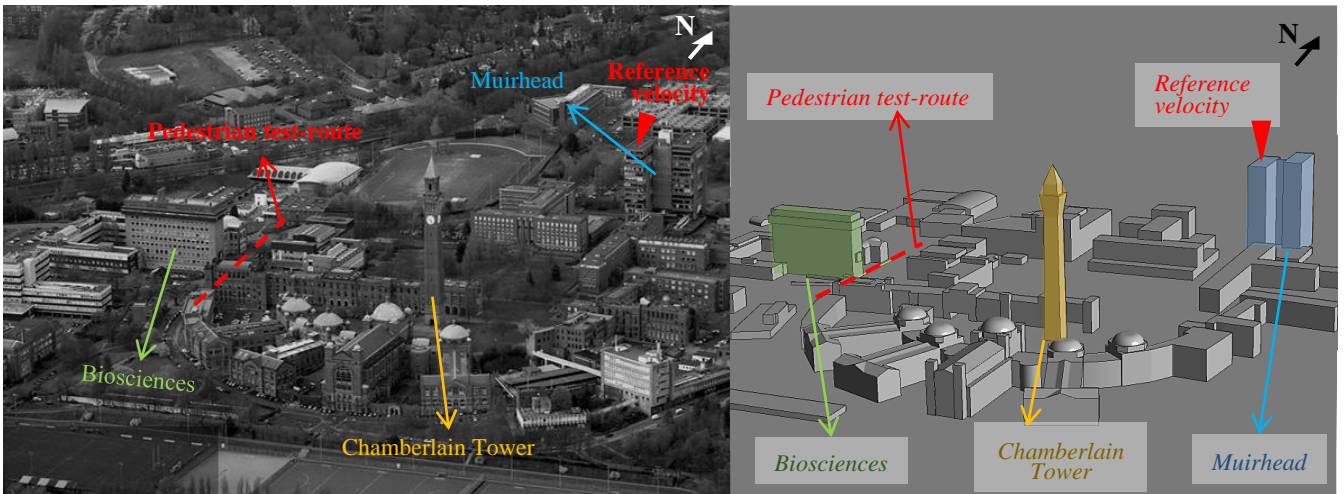 N
Muirhead
Reference
velocity
Pedestrian test-route
Biosciences
Chamberlain Tower
N
Pedestrian test-route
Reference
velocity
Biosciences
Chamberlain
Tower
Muirhead